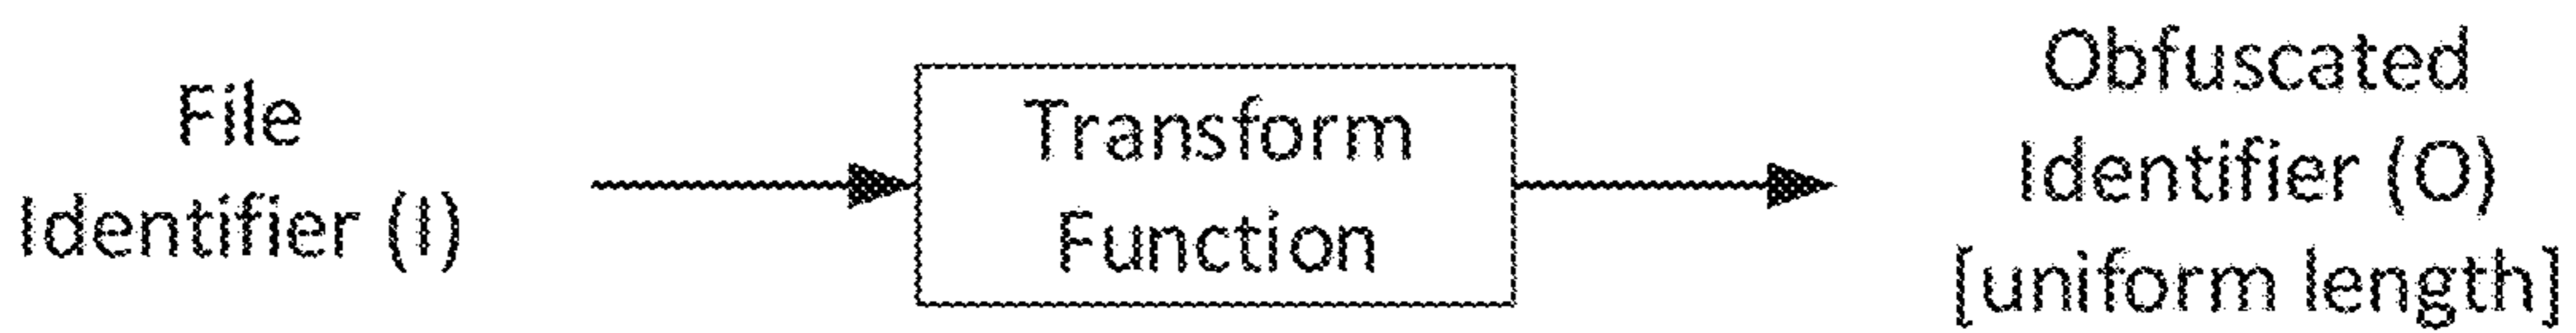 File
Identifier (I)
Transform
Function
Obfuscated
Identifier (O)
[uniform length]